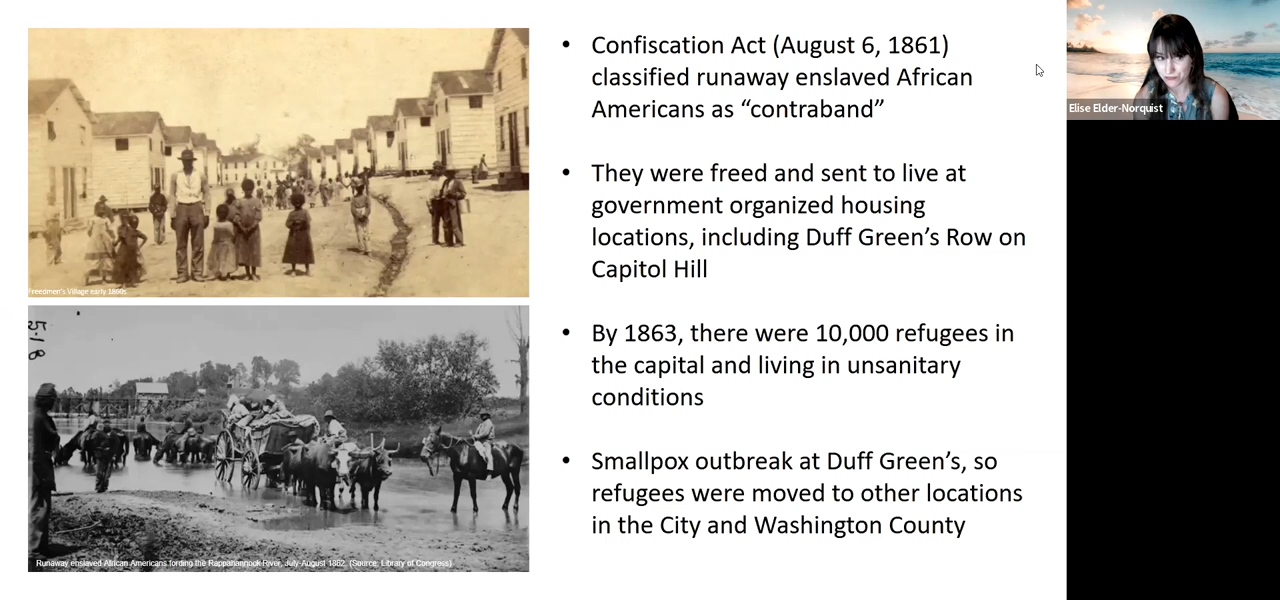 • Confiscation Act (August 6, 1861)
classified runaway enslaved African
Americans as “contraband”
• They were freed and sent to live at
government organized housing
locations, including Duff Green’s Row on
Capitol Hill
• By 1863, there were 10,000 refugees in
the capital and living in unsanitary
conditions
• Smallpox outbreak at Duff Green’s, so
refugees were moved to other locations
in the City and Washington County
Freedmen's Village early 1860s.
518
Runaway enslaved African Americans fording the Rappahannock River, July-August 1862. (Source: Library of Congress)
Elise Elder-Norquist